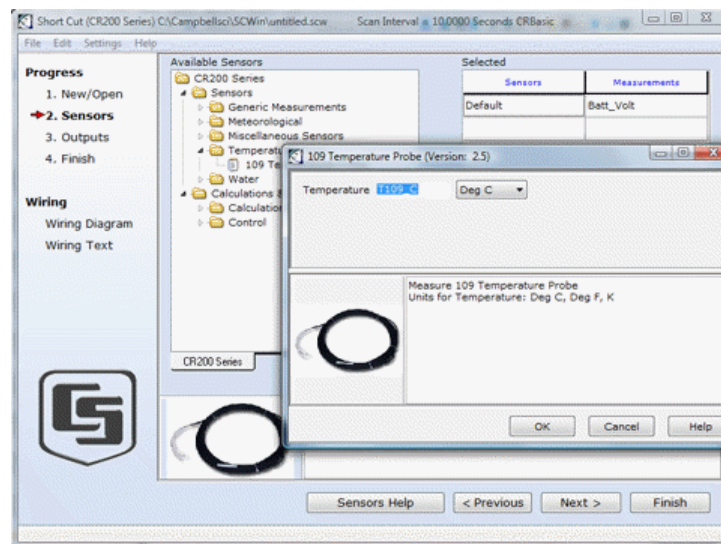 Short Cut (CR200 Series) C:\Campbellsci\SCWin\untitled.scw Scan Interval = 10.0000 Seconds CRBasic
File Edit Settings Help
Progress
1. New/Open
2. Sensors
3. Outputs
4. Finish
Wiring
Wiring Diagram
Wiring Text
Available Sensors
CR200 Series
Sensors
Generic Measurements
Meteorological
Miscellaneous Sensors
109 Te
Water
Calculations &
Control
CR200 Series
Selected
Sensors Measurements
Default Batt_Volt
109 Temperature Probe (Version: 2.5)
Temperature T109_C Deg C
Measure 109 Temperature Probe
Units for Temperature: Deg C, Deg F, K
OK Cancel Help
Sensors Help < Previous Next > Finish